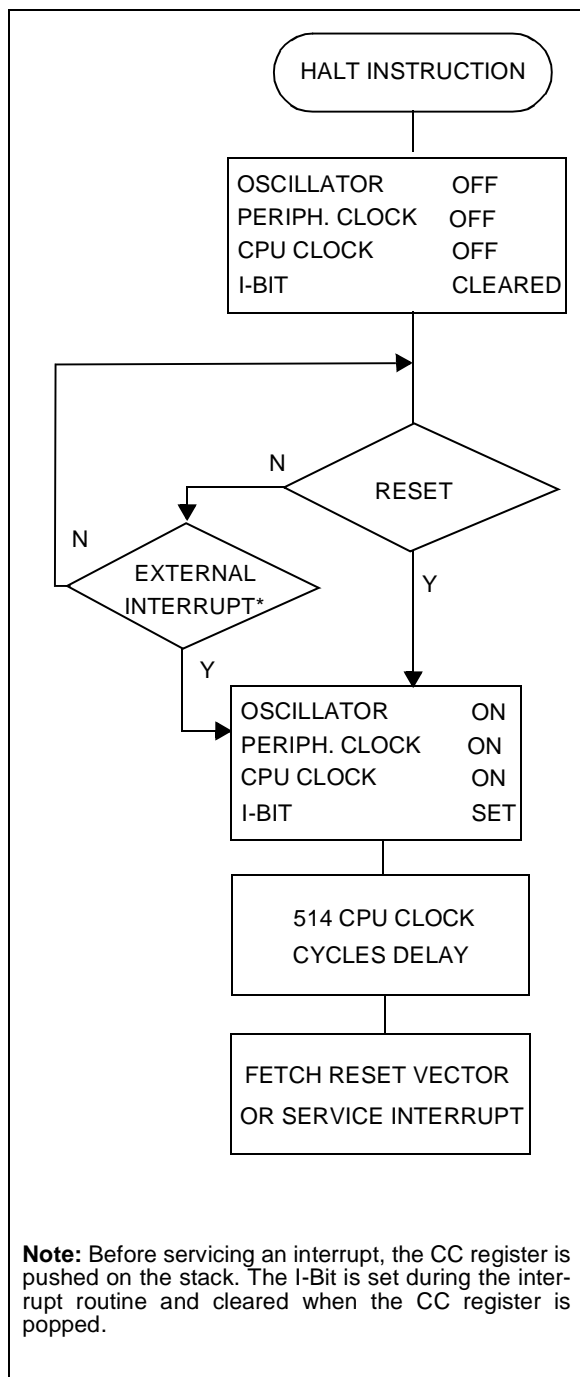 HALT INSTRUCTION
OSCILLATOR OFF
PERIPH. CLOCK OFF
CPU CLOCK OFF
I-BIT CLEARED
N
RESET
N
EXTERNAL
INTERRUPT*
Y
Y
OSCILLATOR ON
PERIPH. CLOCK ON
CPU CLOCK ON
I-BIT SET
514 CPU CLOCK
CYCLES DELAY
FETCH RESET VECTOR
OR SERVICE INTERRUPT
Note: Before servicing an interrupt, the CC register is
pushed on the stack. The I-Bit is set during the inter-
rupt routine and cleared when the CC register is
popped.